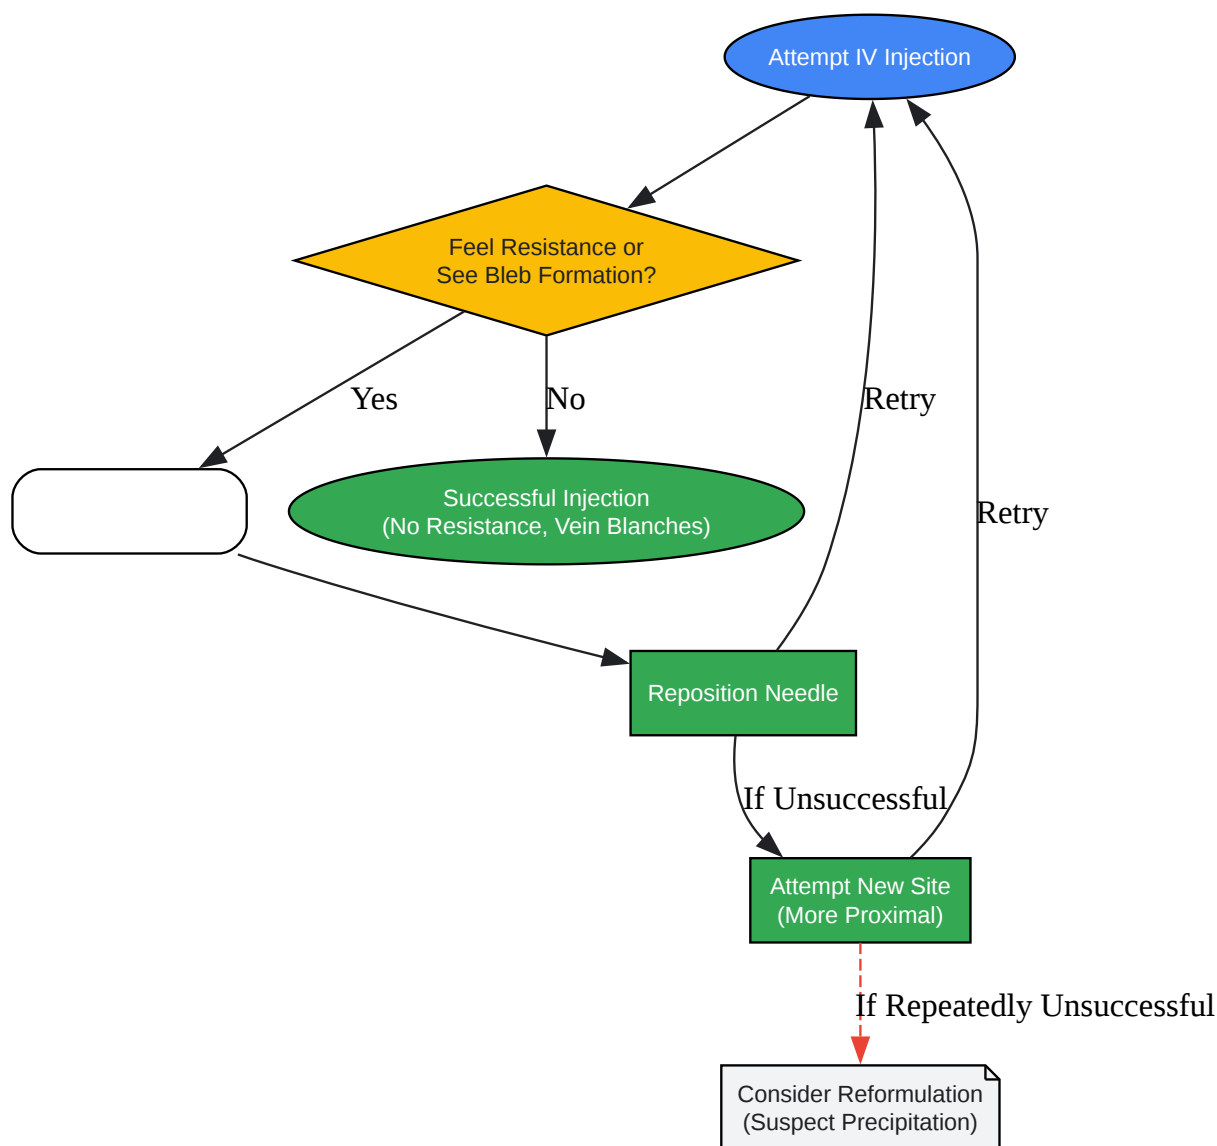 Attempt IV Injection
Feel Resistance or
See Bleb Formation?
Yes
No
Retry
Successful Injection
(No Resistance, Vein Blanches)
Retry
Reposition Needle
If Unsuccessful
Attempt New Site
(More Proximal)
If Repeatedly Unsuccessful
Consider Reformulation
(Suspect Precipitation)